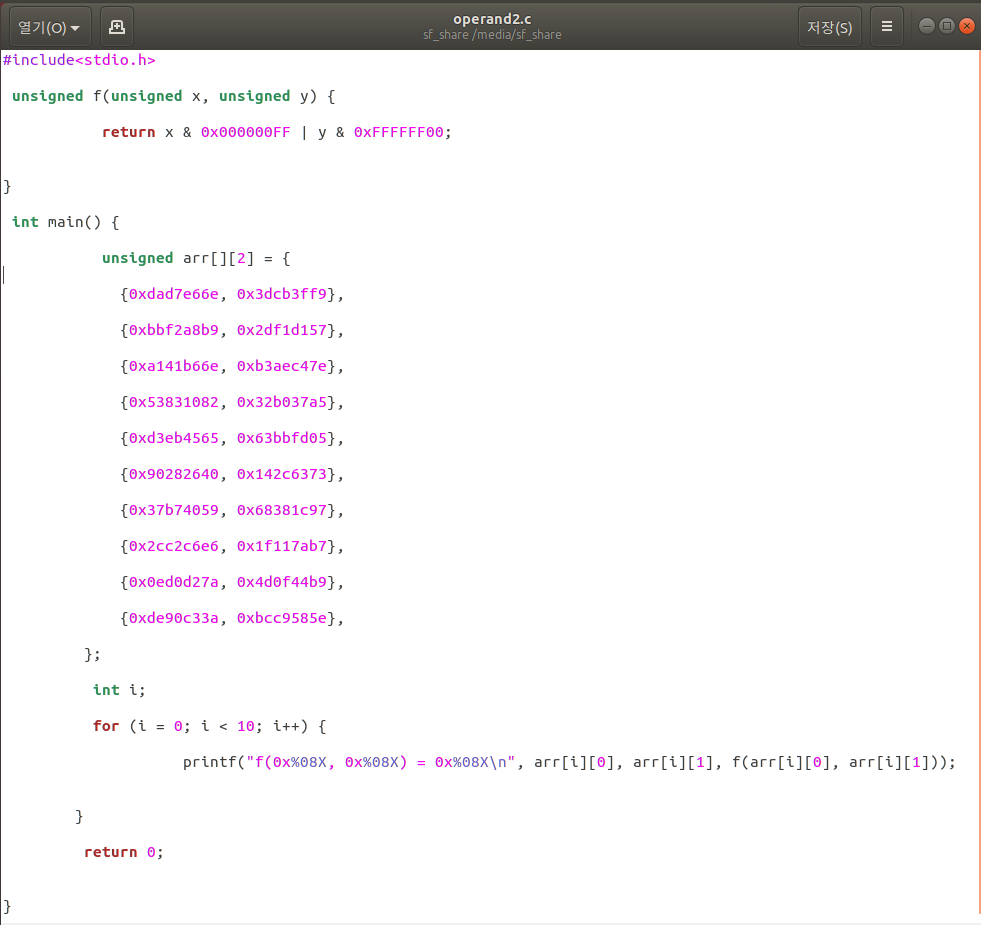 열기(O)
operand2.c
sf_share /media/sf_share
저장(S)
#include<stdio.h>
unsigned f(unsigned x, unsigned y) {
return x & 0x000000FF | y & 0xFFFFFF00;
}
int main() {
unsigned arr[][2] = {
{0xdad7e66e, 0x3dcb3ff9},
{0xbbf2a8b9, 0x2df1d157},
{0xa141b66e, 0xb3aec47e},
{0x53831082, 0x32b037a5},
{0xd3eb4565, 0x63bbfd05},
{0x90282640, 0x142c6373},
{0x37b74059, 0x68381c97},
{0x2cc2c6e6, 0x1f117ab7},
{0x0ed0d27a, 0x4d0f44b9},
{0xde90c33a, 0xbcc9585e},
};
int i;
for (i = 0; i < 10; i++) {
printf("f(0x%08X, 0x%08X) = 0x%08X\n", arr[i][0], arr[i][1], f(arr[i][0], arr[i][1]));
}
return 0;
}